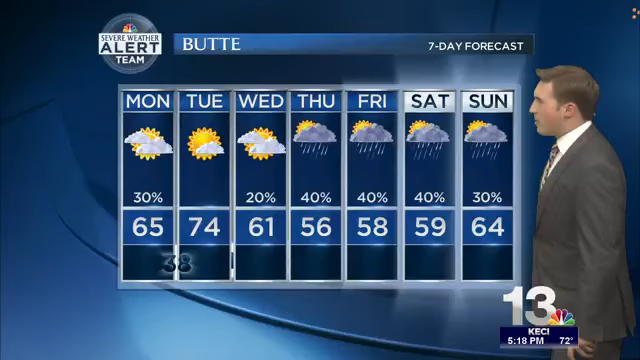 SEVERE WEATHER
ALERT
TEAM
BUTTE
7-DAY FORECAST
MON TUE WED THU FRI SAT SUN
30% 20% 40% 40% 40% 30%
65 74 61 56 58 59 64
38
13
KECI
5:18 PM 72°